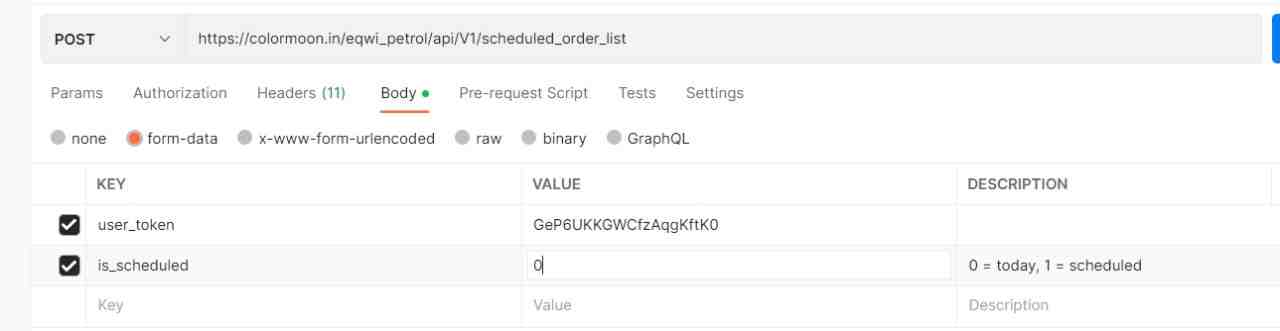 POST https://colormoon.in/eqwi_petrol/api/V1/scheduled_order_list
Params Authorization Headers (11) Body Pre-request Script Tests Settings
none form-data x-www-form-urlencoded raw binary GraphQL
KEY VALUE DESCRIPTION
user_token GeP6UKKGWCfzAqgKftK0
is_scheduled 0 0 = today, 1 = scheduled
Key Value Description